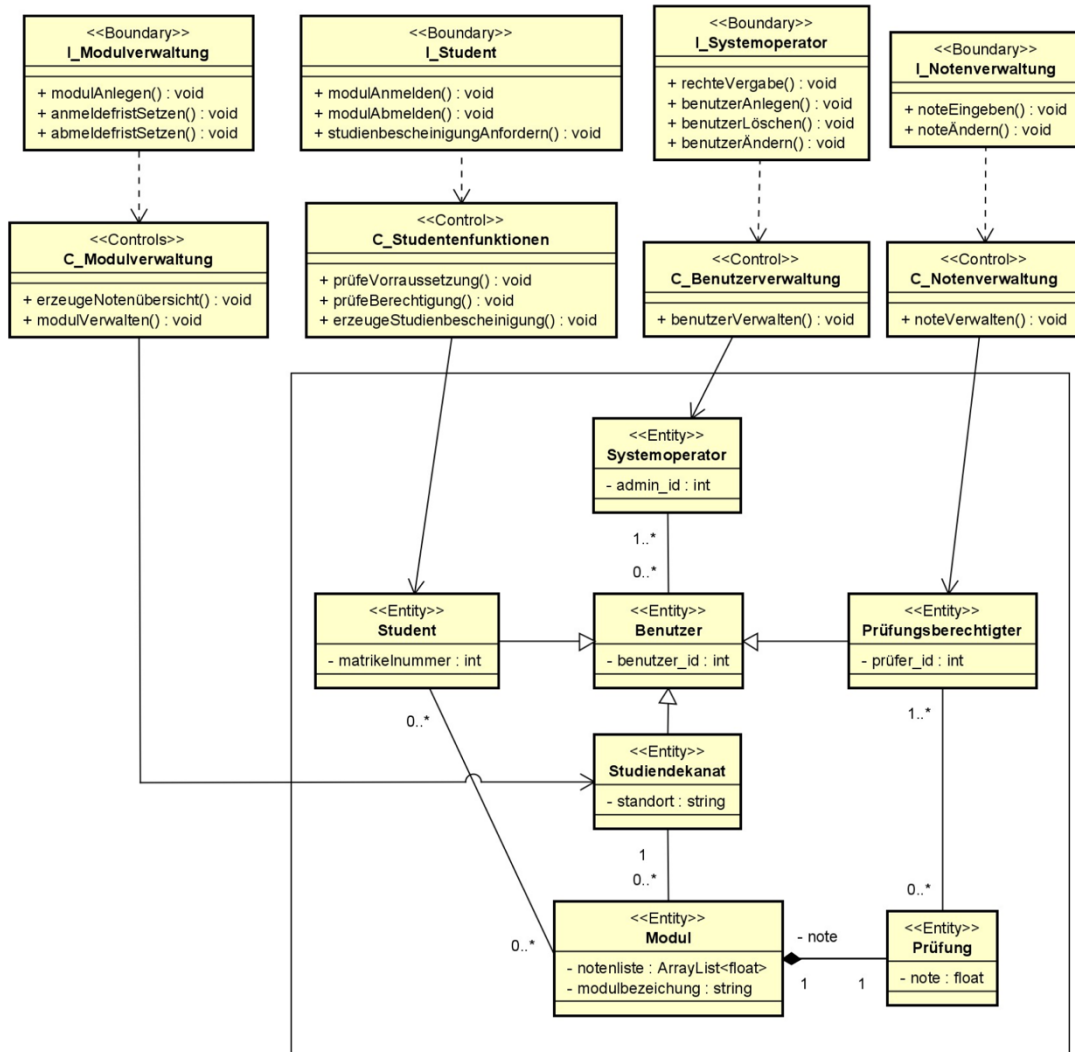 <<Boundary>>
I_Modulverwaltung
+ modulAnlegen() : void
+ anmeldefristSetzen() : void
+ abmeldefristSetzen() : void
<<Boundary>>
I_Student
+ modulAnmelden() : void
+ modulAbmelden() : void
+ studienbescheinigungAnfordern() : void
<<Boundary>>
I_Systemoperator
+ rechteVergabe() : void
+ benutzerAnlegen() : void
+ benutzerLöschen() : void
+ benutzerÄndern() : void
<<Boundary>>
I_Notenverwaltung
+ noteEingeben() : void
+ noteÄndern() : void
<<Controls>>
C_Modulverwaltung
+ erzeugeNotenübersicht() : void
+ modulVerwalten() : void
<<Control>>
C_Studentenfunktionen
+ prüfeVorraussetzung() : void
+ prüfeBerechtigung() : void
+ erzeugeStudienbescheinigung() : void
<<Control>>
C_Benutzerverwaltung
+ benutzerVerwalten() : void
<<Control>>
C_Notenverwaltung
+ noteVerwalten() : void
<<Entity>>
Systemoperator
- admin_id : int
1..*
0..*
<<Entity>>
Student
- matrikelnummer : int
<<Entity>>
Benutzer
- benutzer_id : int
<<Entity>>
Prüfungsberechtigter
- prüfer_id : int
0..*
1..*
<<Entity>>
Studiendekanat
- standort : string
1
0..*
0..*
0..*
<<Entity>>
Modul
- notenliste : ArrayList<float>
- modulbezeichung : string
- note
1
1
<<Entity>>
Prüfung
- note : float